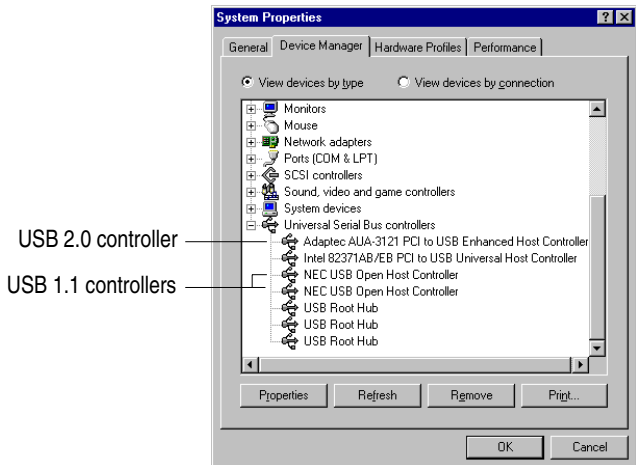 System Properties
General Device Manager Hardware Profiles Performance
View devices by type View devices by connection
Monitors
Mouse
Network adapters
Ports (COM & LPT)
SCSI controllers
Sound, video and game controllers
System devices
Universal Serial Bus controllers
USB 2.0 controller Adaptec AUA-3121 PCI to USB Enhanced Host Controller
Intel 82371AB/EB PCI to USB Universal Host Controller
USB 1.1 controllers NEC USB Open Host Controller
NEC USB Open Host Controller
USB Root Hub
USB Root Hub
USB Root Hub
Properties Refresh Remove Print...
OK Cancel